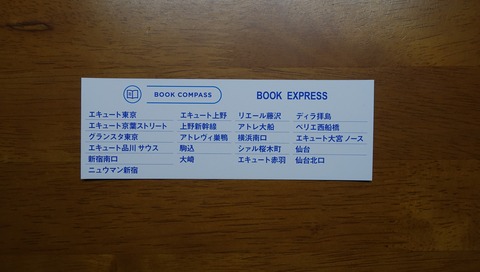 BOOK COMPASS
エキュート東京
エキュート京葉ストリート
グランスタ東京
エキュート品川 サウス
新宿南口
ニュウマン新宿
エキュート上野
上野新幹線
アトレヴィ巣鴨
駒込
大崎
BOOK EXPRESS
リエール藤沢
アトレ大船
横浜南口
シァル桜木町
エキュート赤羽
ディラ拝島
ペリエ西船橋
エキュート大宮 ノース
仙台
仙台北口